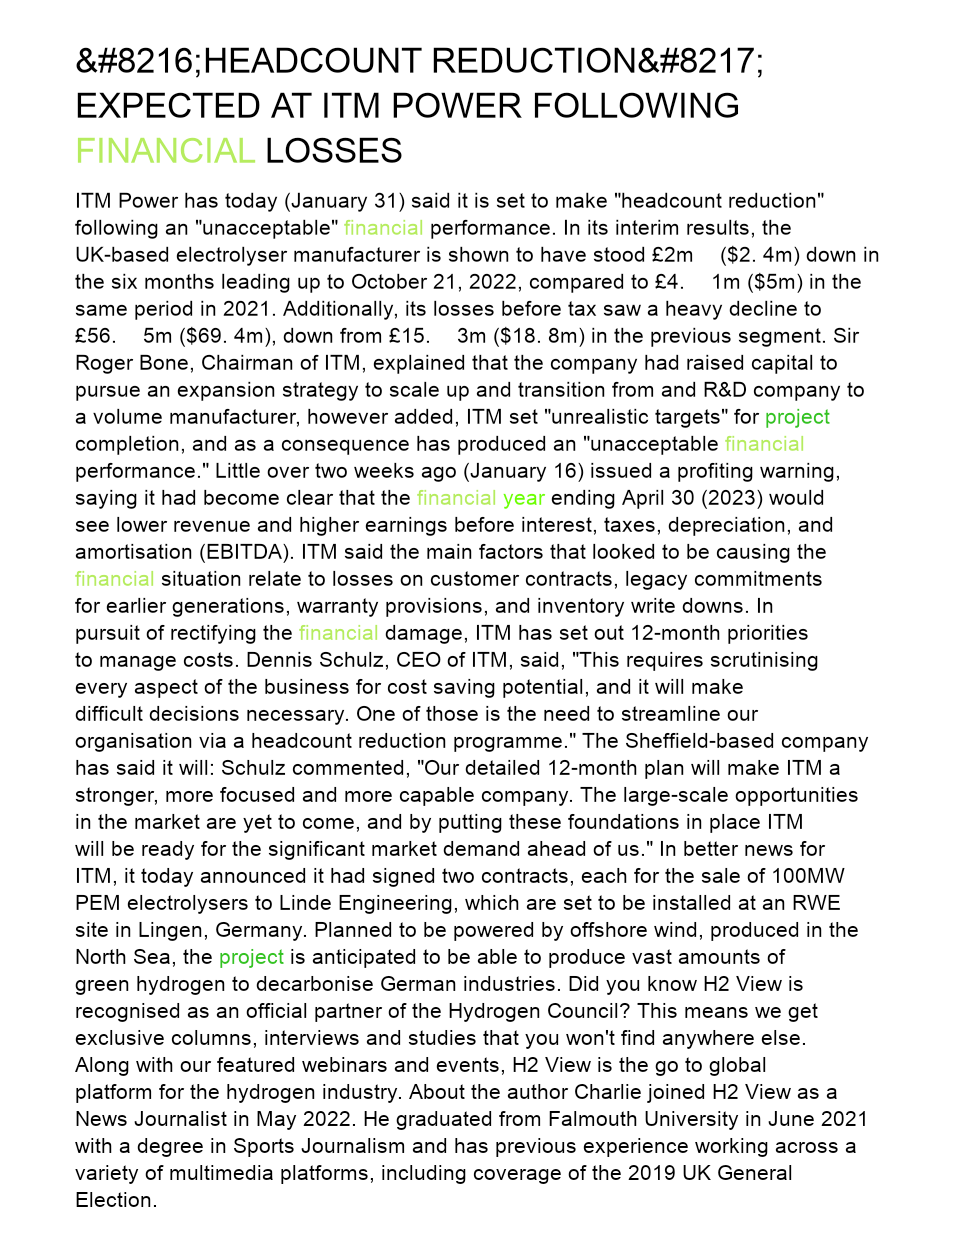 &#8216;HEADCOUNT REDUCTION&#8217;
EXPECTED AT ITM POWER FOLLOWING
FINANCIAL LOSSES
ITM Power has today (January 31) said it is set to make "headcount reduction"
following an "unacceptable" financial performance. In its interim results, the
UK-based electrolyser manufacturer is shown to have stood £2m ($2. 4m) down in
the six months leading up to October 21, 2022, compared to £4. 1m ($5m) in the
same period in 2021. Additionally, its losses before tax saw a heavy decline to
£56. 5m ($69. 4m), down from £15. 3m ($18. 8m) in the previous segment. Sir
Roger Bone, Chairman of ITM, explained that the company had raised capital to
pursue an expansion strategy to scale up and transition from and R&D company to
a volume manufacturer, however added, ITM set "unrealistic targets" for project
completion, and as a consequence has produced an "unacceptable financial
performance." Little over two weeks ago (January 16) issued a profiting warning,
saying it had become clear that the financial year ending April 30 (2023) would
see lower revenue and higher earnings before interest, taxes, depreciation, and
amortisation (EBITDA). ITM said the main factors that looked to be causing the
financial situation relate to losses on customer contracts, legacy commitments
for earlier generations, warranty provisions, and inventory write downs. In
pursuit of rectifying the financial damage, ITM has set out 12-month priorities
to manage costs. Dennis Schulz, CEO of ITM, said, "This requires scrutinising
every aspect of the business for cost saving potential, and it will make
difficult decisions necessary. One of those is the need to streamline our
organisation via a headcount reduction programme." The Sheffield-based company
has said it will: Schulz commented, "Our detailed 12-month plan will make ITM a
stronger, more focused and more capable company. The large-scale opportunities
in the market are yet to come, and by putting these foundations in place ITM
will be ready for the significant market demand ahead of us." In better news for
ITM, it today announced it had signed two contracts, each for the sale of 100MW
PEM electrolysers to Linde Engineering, which are set to be installed at an RWE
site in Lingen, Germany. Planned to be powered by offshore wind, produced in the
North Sea, the project is anticipated to be able to produce vast amounts of
green hydrogen to decarbonise German industries. Did you know H2 View is
recognised as an official partner of the Hydrogen Council? This means we get
exclusive columns, interviews and studies that you won't find anywhere else.
Along with our featured webinars and events, H2 View is the go to global
platform for the hydrogen industry. About the author Charlie joined H2 View as a
News Journalist in May 2022. He graduated from Falmouth University in June 2021
with a degree in Sports Journalism and has previous experience working across a
variety of multimedia platforms, including coverage of the 2019 UK General
Election.